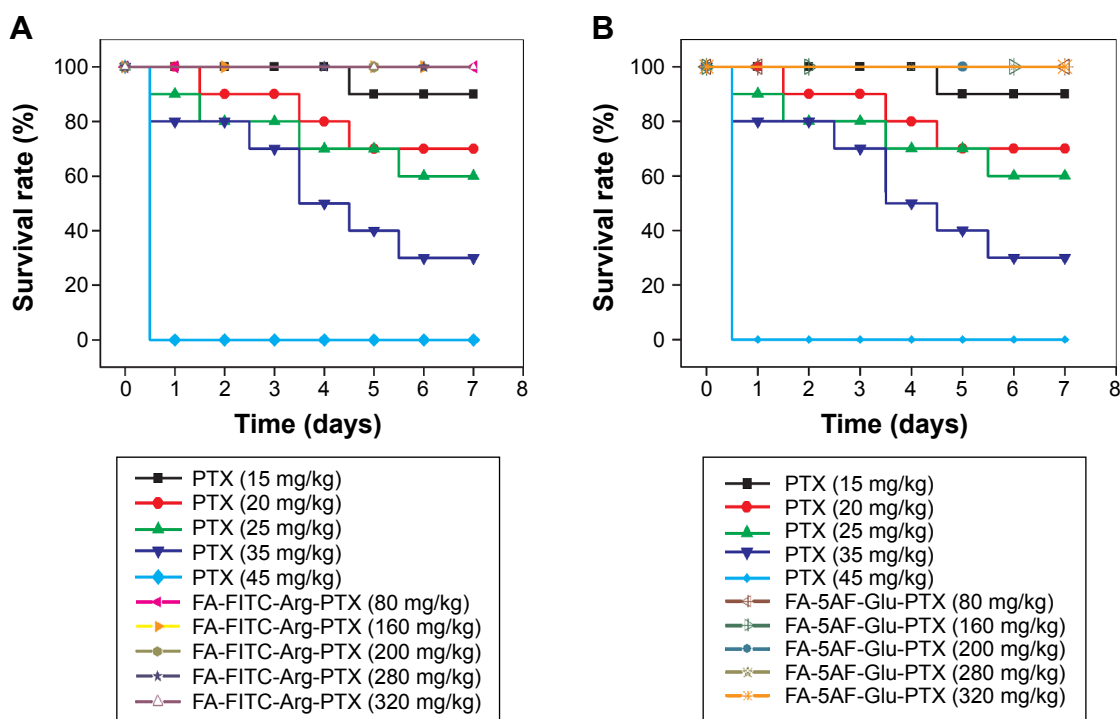 A
Survival rate (%)
100
80
60
40
20
0
0 1 2 3 4 5 6 7 8
Time (days)
PTX (15 mg/kg)
PTX (20 mg/kg)
PTX (25 mg/kg)
PTX (35 mg/kg)
PTX (45 mg/kg)
FA-FITC-Arg-PTX (80 mg/kg)
FA-FITC-Arg-PTX (160 mg/kg)
FA-FITC-Arg-PTX (200 mg/kg)
FA-FITC-Arg-PTX (280 mg/kg)
FA-FITC-Arg-PTX (320 mg/kg)
B
Survival rate (%)
100
80
60
40
20
0
0 1 2 3 4 5 6 7 8
Time (days)
PTX (15 mg/kg)
PTX (20 mg/kg)
PTX (25 mg/kg)
PTX (35 mg/kg)
PTX (45 mg/kg)
FA-5AF-Glu-PTX (80 mg/kg)
FA-5AF-Glu-PTX (160 mg/kg)
FA-5AF-Glu-PTX (200 mg/kg)
FA-5AF-Glu-PTX (280 mg/kg)
FA-5AF-Glu-PTX (320 mg/kg)